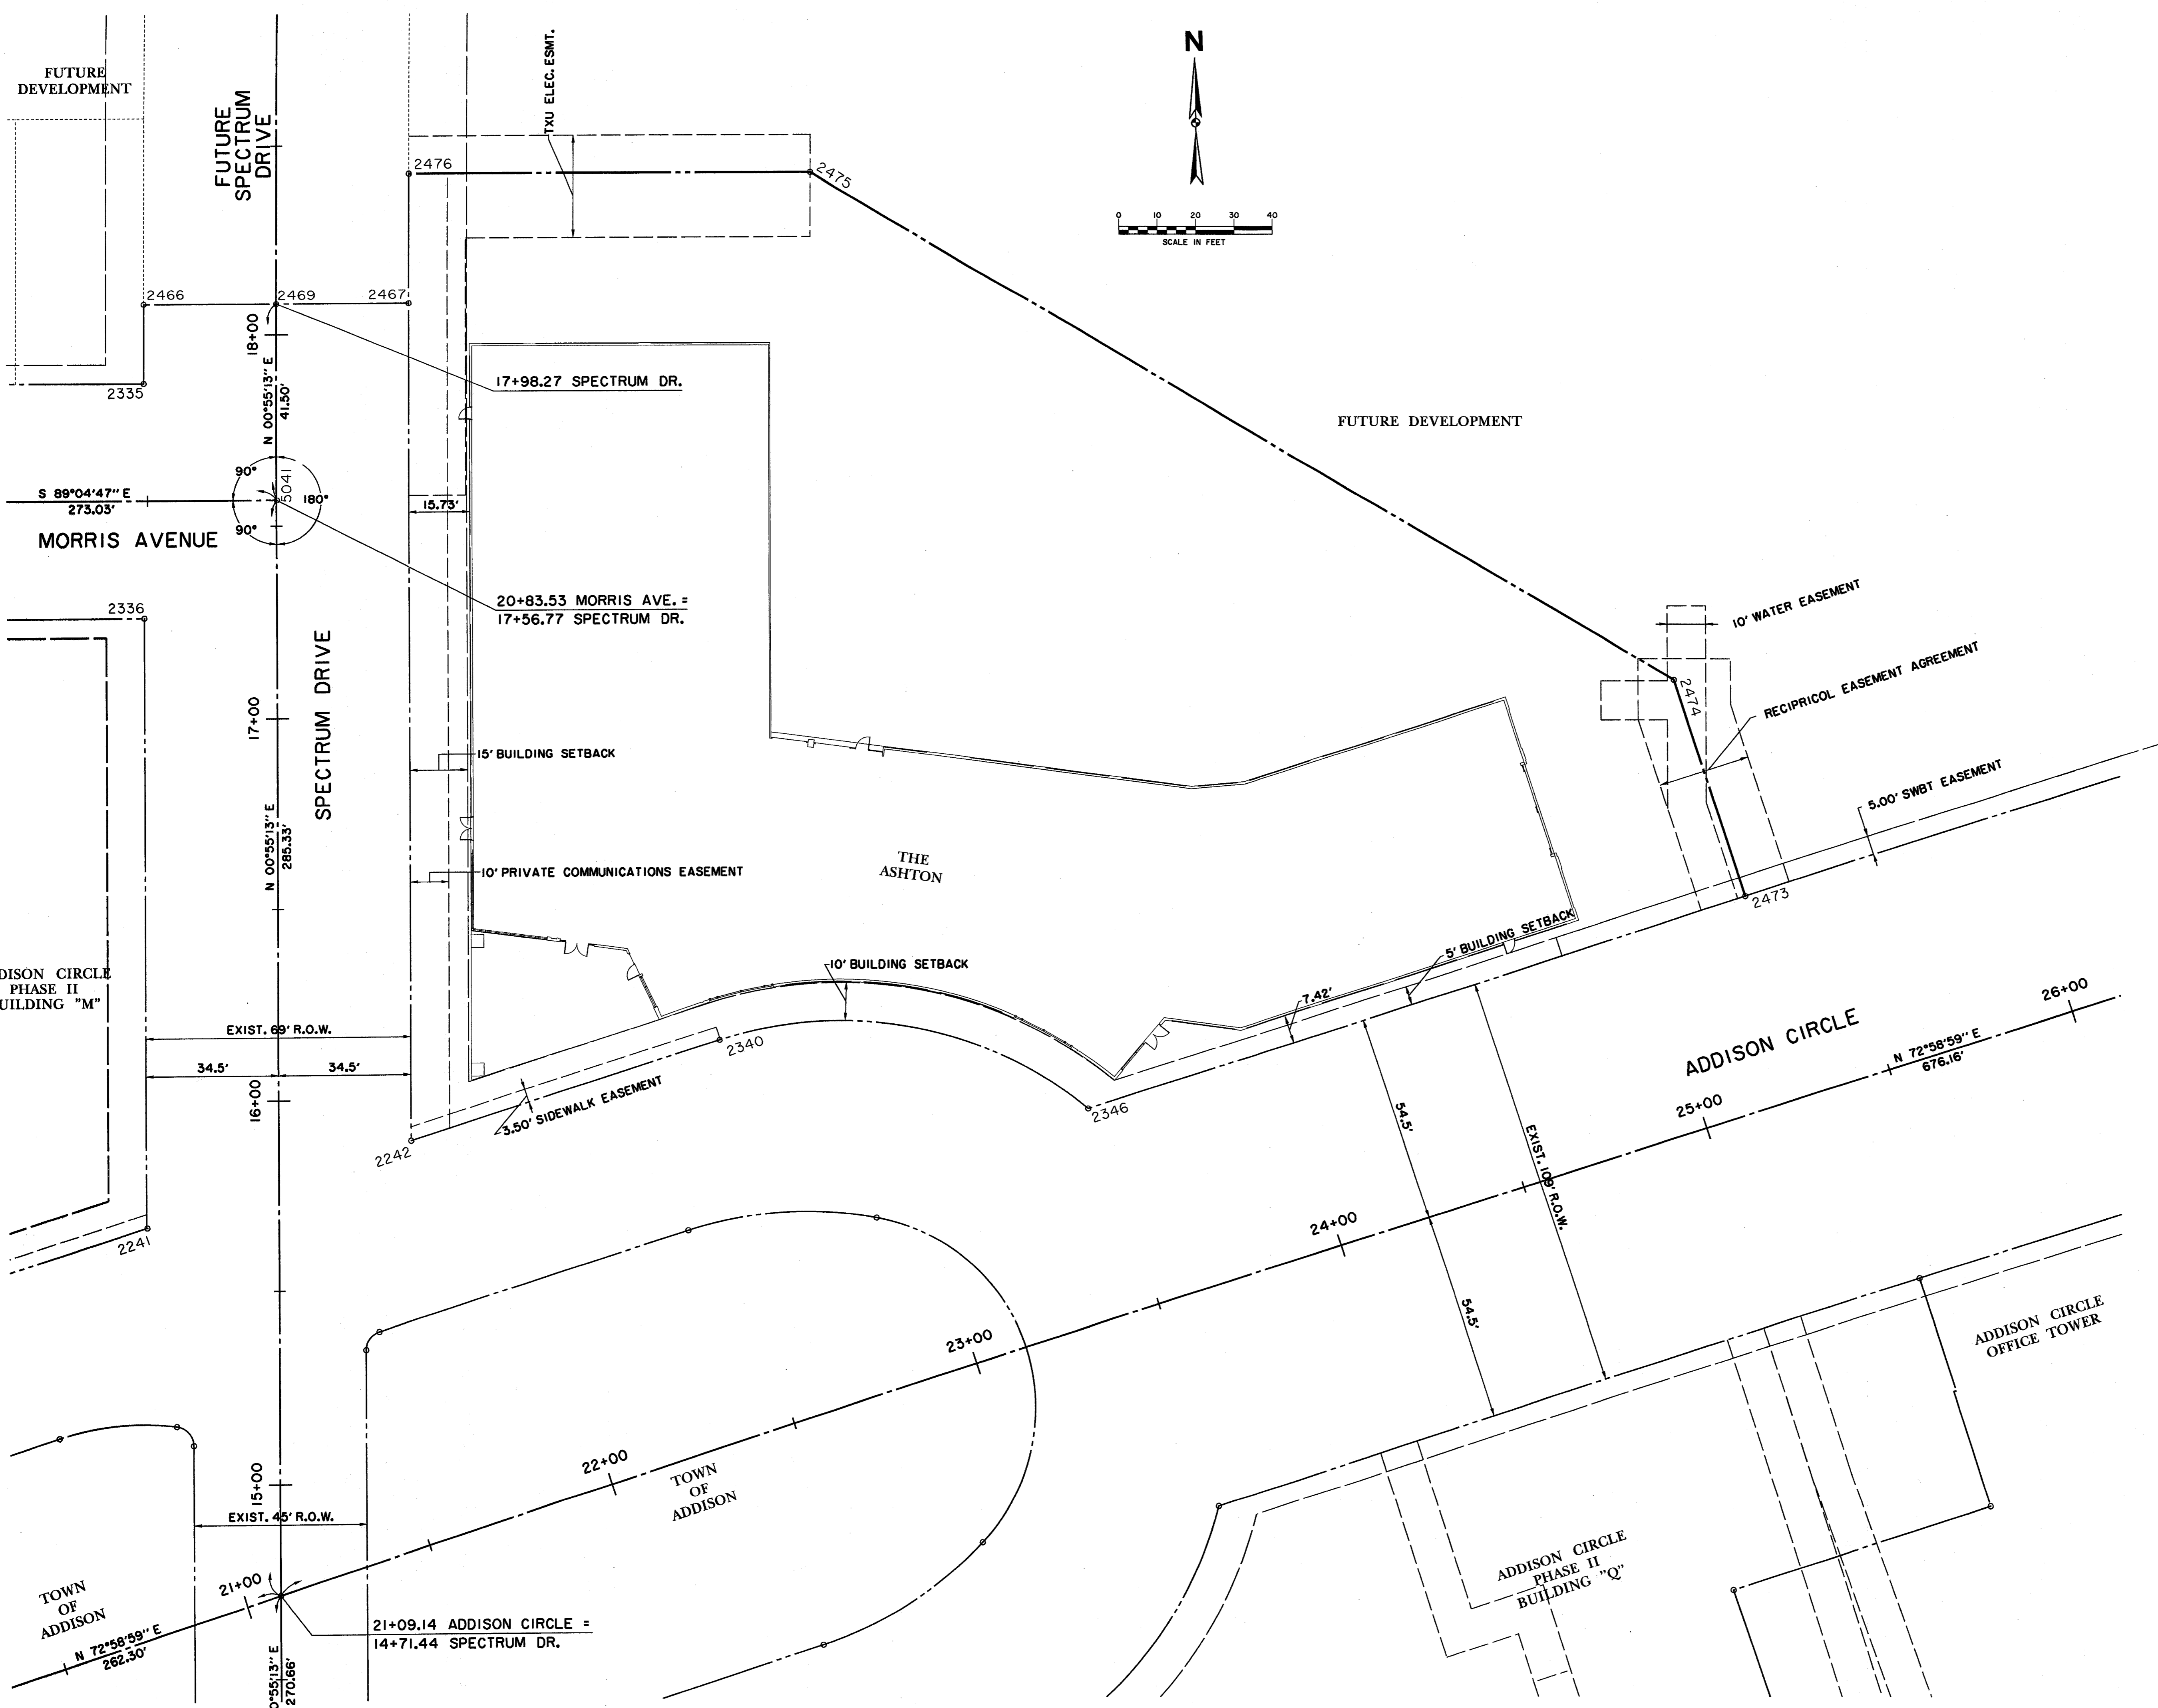 FUTURE
DEVELOPMENT
FUTURE
SPECTRUM
DRIVE
TXU ELEC. ESMT.
N
0 10 20 30 40
SCALE IN FEET
2476
2475
2466
2469
2467
18+00
2335
N 00°55'13" E
41.50'
17+98.27 SPECTRUM DR.
FUTURE DEVELOPMENT
90°
5041
180°
90°
S 89°04'47" E
273.03'
MORRIS AVENUE
15.73'
20+83.53 MORRIS AVE. =
17+56.77 SPECTRUM DR.
2336
10' WATER EASEMENT
2474
RECIPRICOL EASEMENT AGREEMENT
17+00
SPECTRUM DRIVE
15' BUILDING SETBACK
5.00' SWBT EASEMENT
N 00°55'13" E
285.33'
THE
ASHTON
10' PRIVATE COMMUNICATIONS EASEMENT
2473
5' BUILDING SETBACK
10' BUILDING SETBACK
7.42'
DISON CIRCLE
PHASE II
UILDING "M"
EXIST. 69' R.O.W.
34.5'
34.5'
2340
3.50' SIDEWALK EASEMENT
2346
16+00
2242
2241
ADDISON CIRCLE
26+00
N 72°58'59" E
676.16'
25+00
54.5'
EXIST. 109' R.O.W.
24+00
54.5'
23+00
22+00
TOWN
OF
ADDISON
ADDISON CIRCLE
OFFICE TOWER
15+00
EXIST. 45' R.O.W.
ADDISON CIRCLE
PHASE II
BUILDING "Q"
21+00
TOWN
OF
ADDISON
N 72°58'59" E
262.30'
21+09.14 ADDISON CIRCLE =
14+71.44 SPECTRUM DR.
0°55'13" E
270.66'